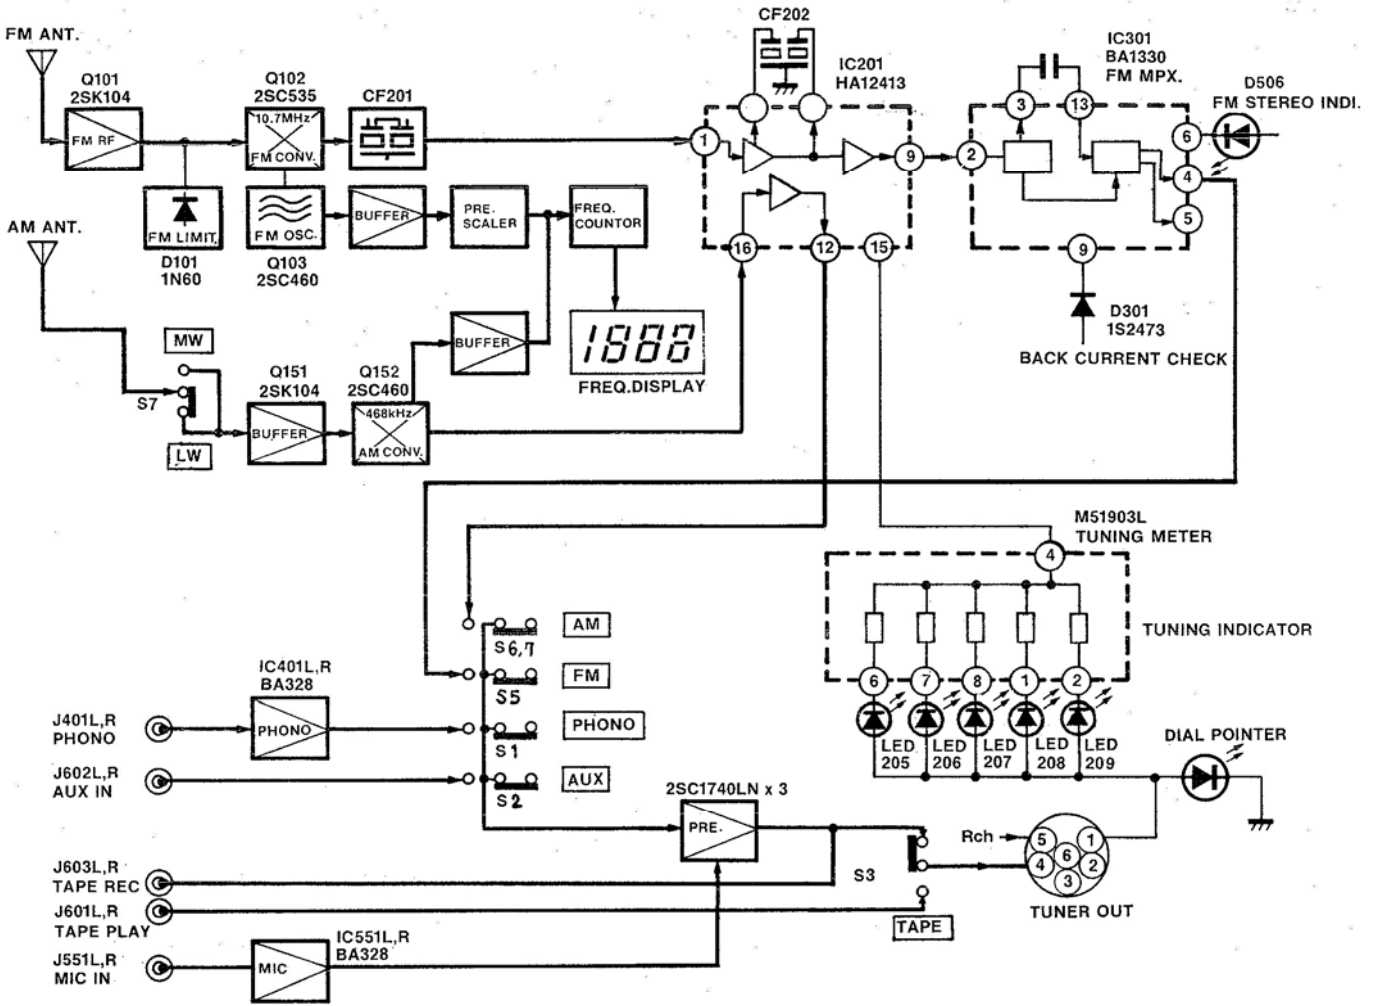 FM ANT.
Q101
2SK104
FM RF
Q102
2SC535
10.7MHz
FM CONV.
CF201
CF202
IC201
HA12413
1
9
16
12
15
IC301
BA1330
FM MPX.
3
13
2
6
4
5
9
D506
FM STEREO INDI.
FM LIMIT.
D101
1N60
FM OSC.
Q103
2SC460
BUFFER
PRE.
SCALER
FREQ.
COUNTOR
1888
FREQ.DISPLAY
D301
1S2473
BACK CURRENT CHECK
AM ANT.
MW
S7
LW
Q151
2SK104
BUFFER
Q152
2SC460
468kHz
AM CONV.
BUFFER
M51903L
TUNING METER
4
TUNING INDICATOR
6
7
8
1
2
LED
205
LED
206
LED
207
LED
208
LED
209
DIAL POINTER
S6,7
AM
S5
FM
S1
PHONO
S2
AUX
IC401L,R
BA328
PHONO
J401L,R
PHONO
J602L,R
AUX IN
2SC1740LN x 3
PRE.
J603L,R
TAPE REC
J601L,R
TAPE PLAY
J551L,R
MIC IN
IC551L,R
BA328
MIC
S3
TAPE
Rch
5
1
4
6
2
3
TUNER OUT